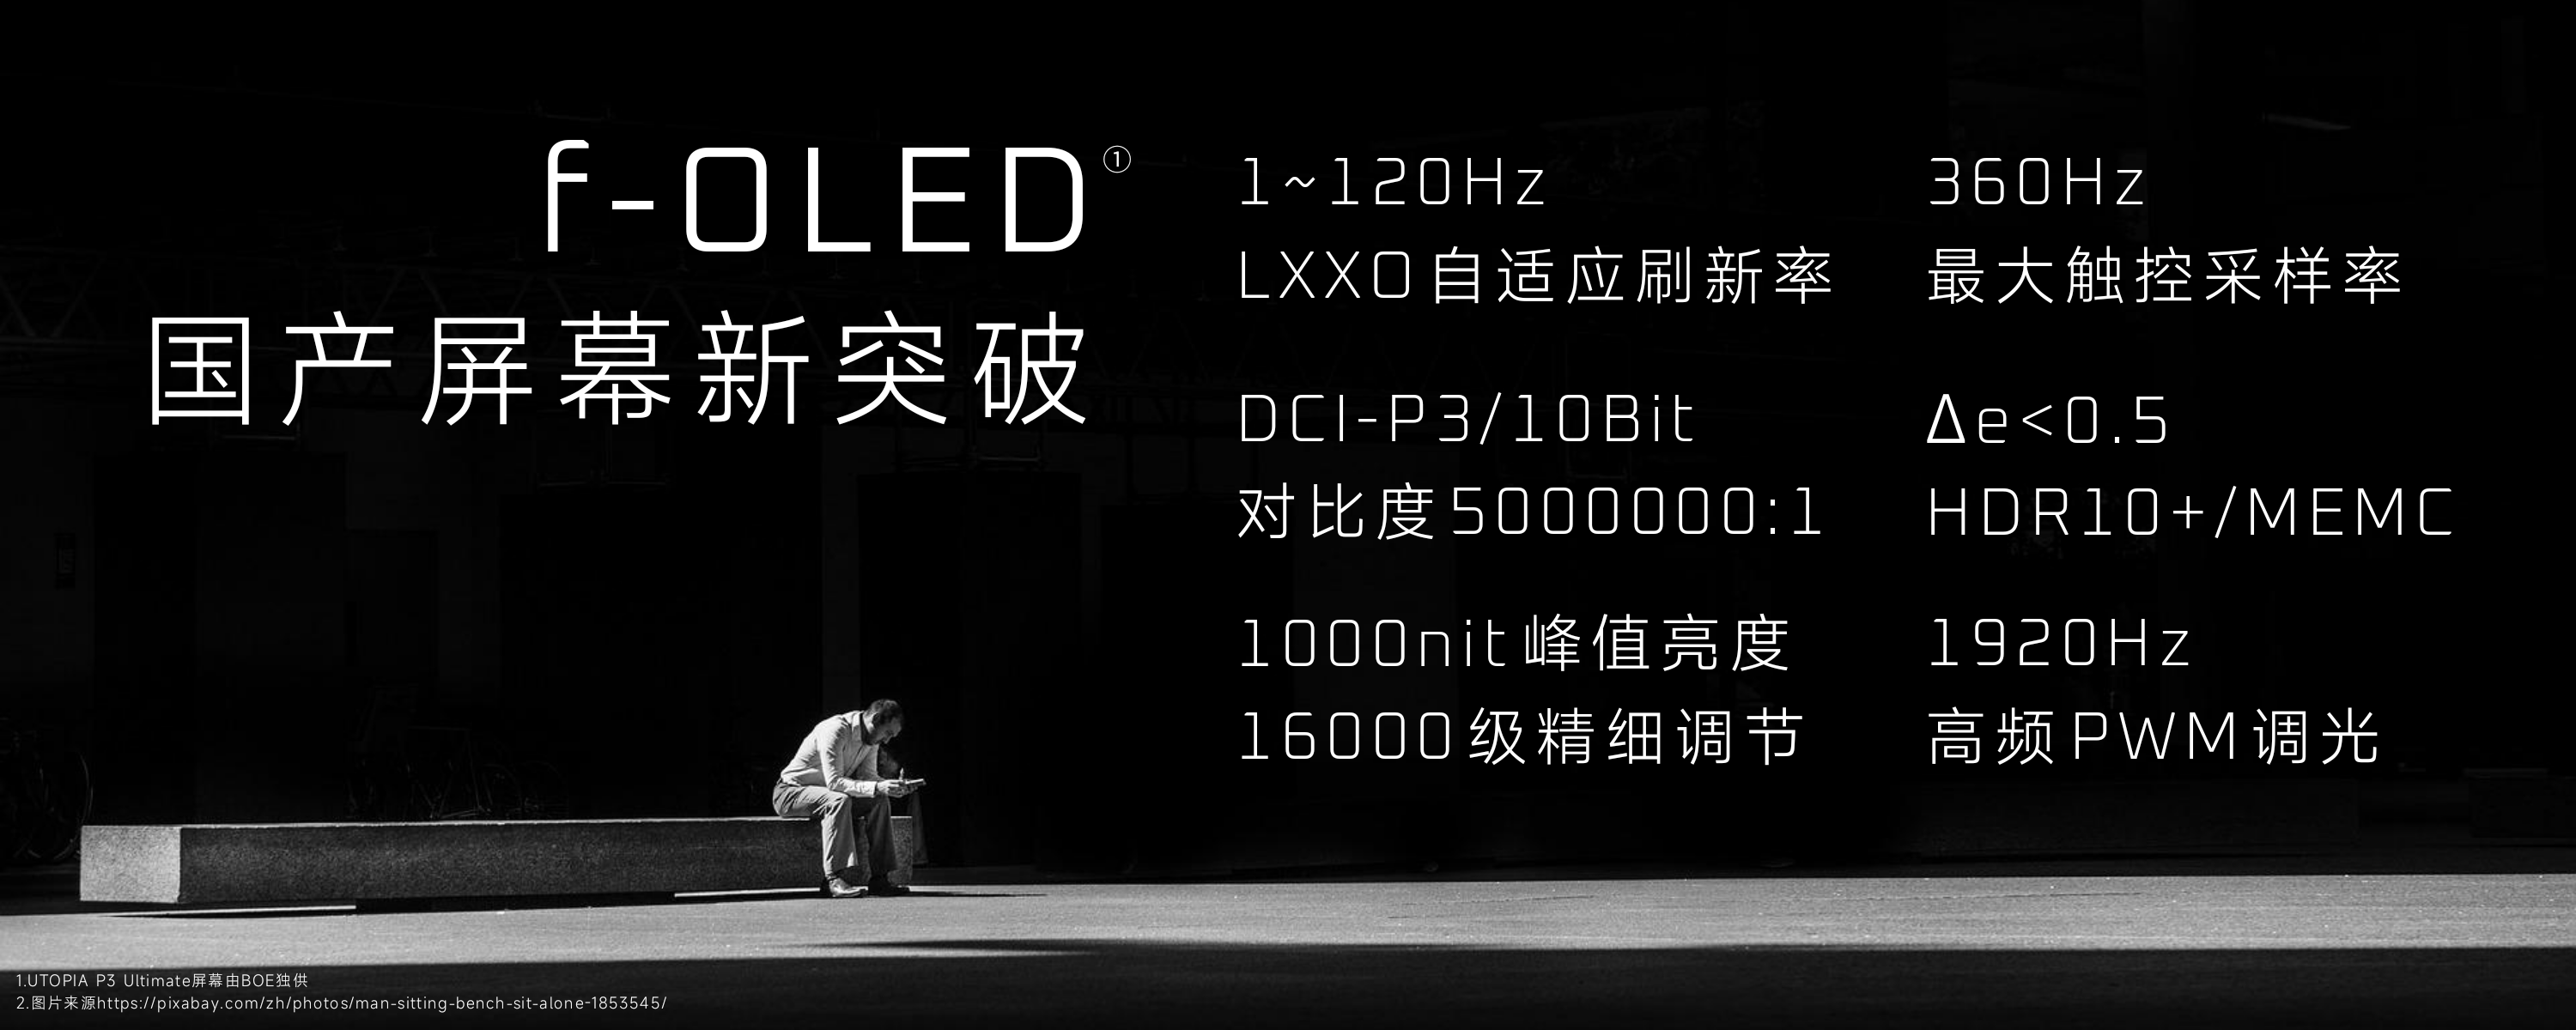 f-OLED①
国产屏幕新突破
1~120Hz
LXXO自适应刷新率
360Hz
最大触控采样率
DCI-P3/10Bit
对比度5000000:1
Δe<0.5
HDR10+/MEMC
1000nit峰值亮度
16000级精细调节
1920Hz
高频PWM调光
1.UTOPIA P3 Ultimate屏幕由BOE独供
2.图片来源https://pixabay.com/zh/photos/man-sitting-bench-sit-alone-1853545/